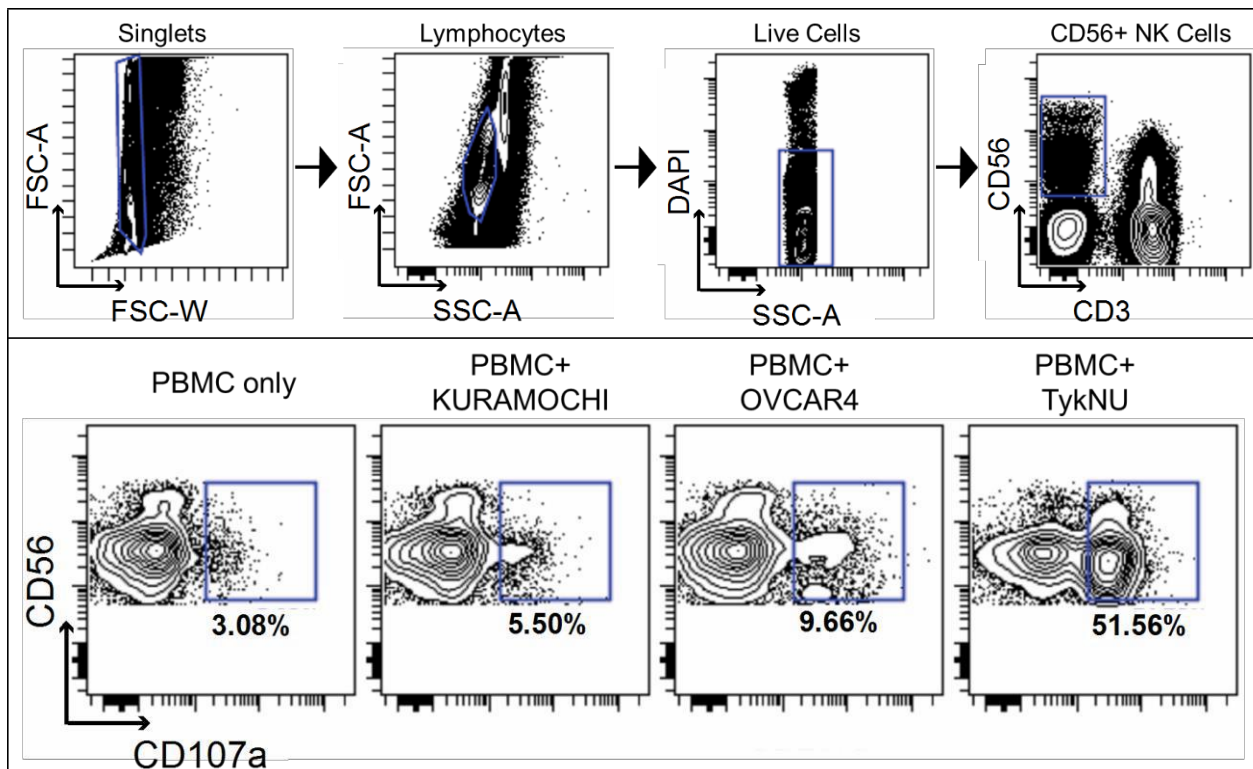 Singlets
Lymphocytes
Live Cells
CD56+ NK Cells
FSC-A
FSC-W
FSC-A
SSC-A
DAPI
SSC-A
CD56
CD3
PBMC only
PBMC+
KURAMOCHI
PBMC+
OVCAR4
PBMC+
TykNU
CD56
3.08%
5.50%
9.66%
51.56%
CD107a